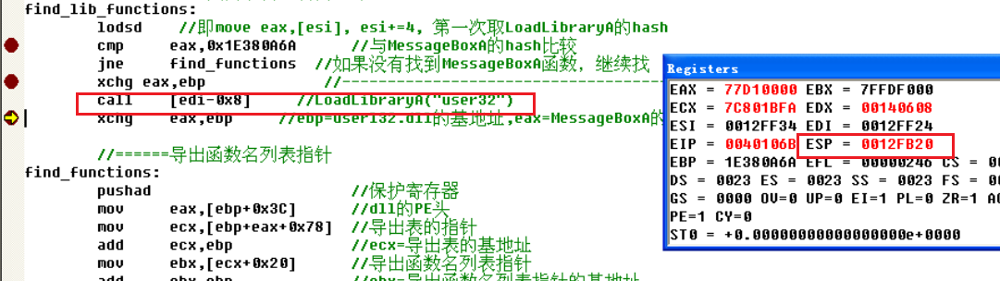 find_lib_functions:
lodsd //即move eax,[esi], esi+=4, 第一次取LoadLibraryA的hash
cmp eax,0x1E380A6A //与MessageBoxA的hash比较
jne find_functions //如果没有找到MessageBoxA函数，继续找
xchg eax,ebp //------------------------------------
call [edi-0x8] //LoadLibraryA("user32")
xchg eax,ebp //ebp=user132.dll的基地址,eax=MessageBoxA的
//======导出函数名列表指针
find_functions:
pushad //保护寄存器
mov eax,[ebp+0x3C] //dll的PE头
mov ecx,[ebp+eax+0x78] //导出表的指针
add ecx,ebp //ecx=导出表的基地址
mov ebx,[ecx+0x20] //导出函数名列表指针
add ebx,ebp //ebx=导出函数名列表指针的基地址
Registers
EAX = 77D10000 EBX = 7FFDF000
ECX = 7C801BFA EDX = 00140608
ESI = 0012FF34 EDI = 0012FF24
EIP = 0040106B ESP = 0012FB20
EBP = 1E380A6A EFL = 00000246 CS = 00
DS = 0023 ES = 0023 SS = 0023 FS = 00
GS = 0000 OV=0 UP=0 EI=1 PL=0 ZR=1 AC
PE=1 CY=0
ST0 = +0.00000000000000000e+0000